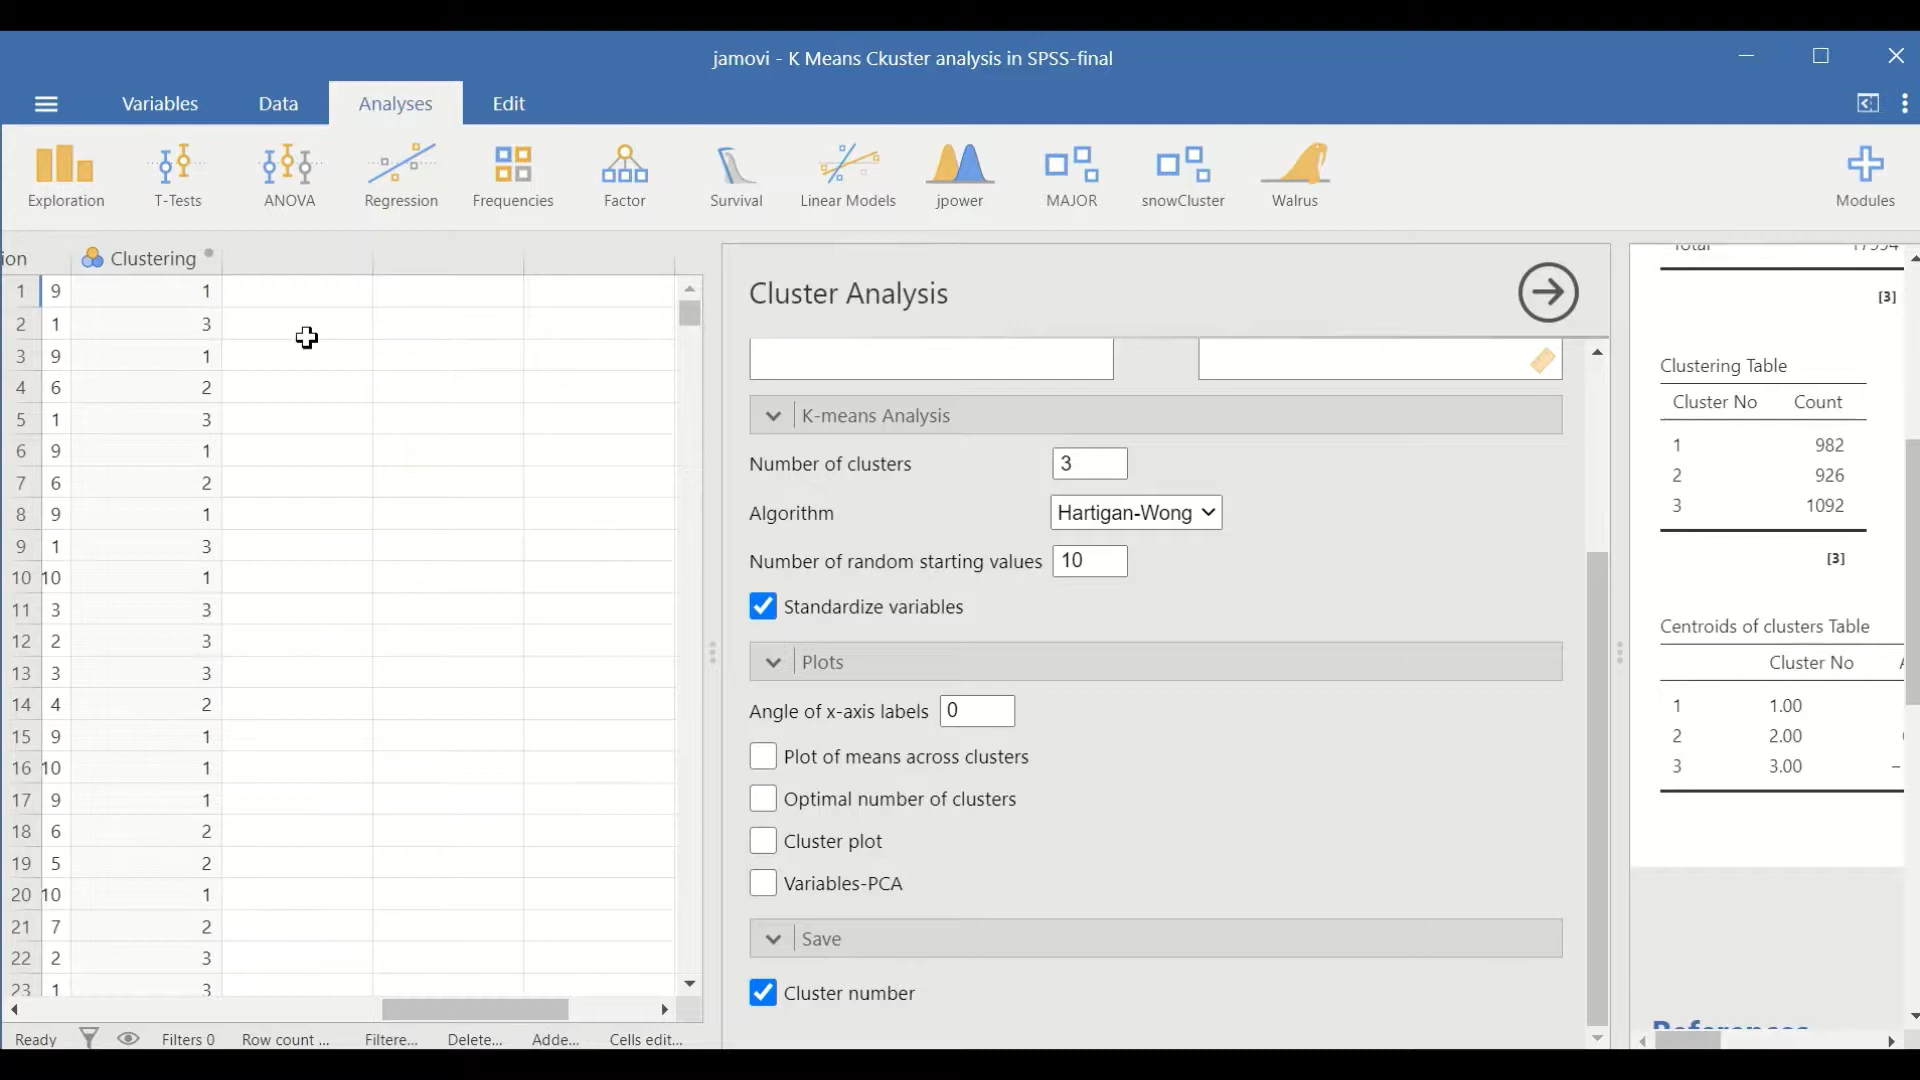 jamovi - K Means Ckuster analysis in SPSS-final
Variables Data Analyses Edit
Exploration T-Tests ANOVA Regression Frequencies Factor Survival Linear Models jpower MAJOR snowCluster Walrus Modules
ion Clustering
1 9 1
2 1 3
3 9 1
4 6 2
5 1 3
6 9 1
7 6 2
8 9 1
9 1 3
10 10 1
11 3 3
12 2 3
13 3 3
14 4 2
15 9 1
16 10 1
17 9 1
18 6 2
19 5 2
20 10 1
21 7 2
22 2 3
23 1 3
Ready Filters 0 Row count ... Filtere... Delete... Adde... Cells edit...
Cluster Analysis
K-means Analysis
Number of clusters 3
Algorithm Hartigan-Wong
Number of random starting values 10
Standardize variables
Plots
Angle of x-axis labels 0
Plot of means across clusters
Optimal number of clusters
Cluster plot
Variables-PCA
Save
Cluster number
Total 17994
[3]
Clustering Table
Cluster No Count
1 982
2 926
3 1092
[3]
Centroids of clusters Table
Cluster No
1 1.00
2 2.00
3 3.00 –
References